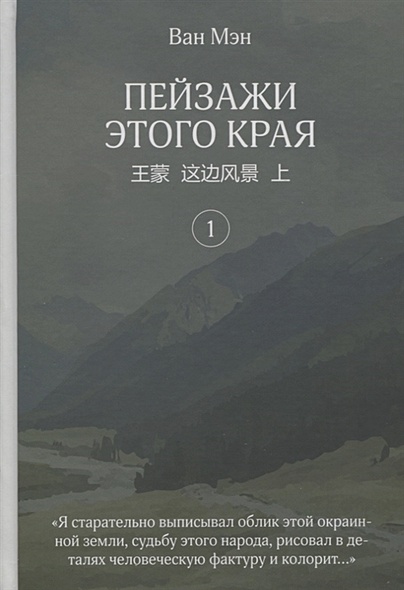 Ван Мэн
ПЕЙЗАЖИ
ЭТОГО КРАЯ
王蒙 这边风景 上
1
«Я старательно выписывал облик этой окраин-
ной земли, судьбу этого народа, рисовал в де-
талях человеческую фактуру и колорит...»